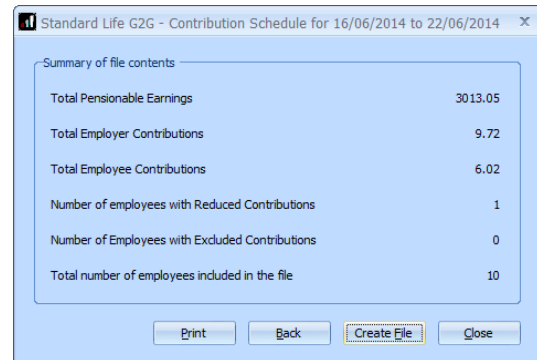 Standard Life G2G - Contribution Schedule for 16/06/2014 to 22/06/2014 x
Summary of file contents
Total Pensionable Earnings 3013.05
Total Employer Contributions 9.72
Total Employee Contributions 6.02
Number of employees with Reduced Contributions 1
Number of Employees with Excluded Contributions 0
Total number of employees included in the file 10
Print Back Create File Close